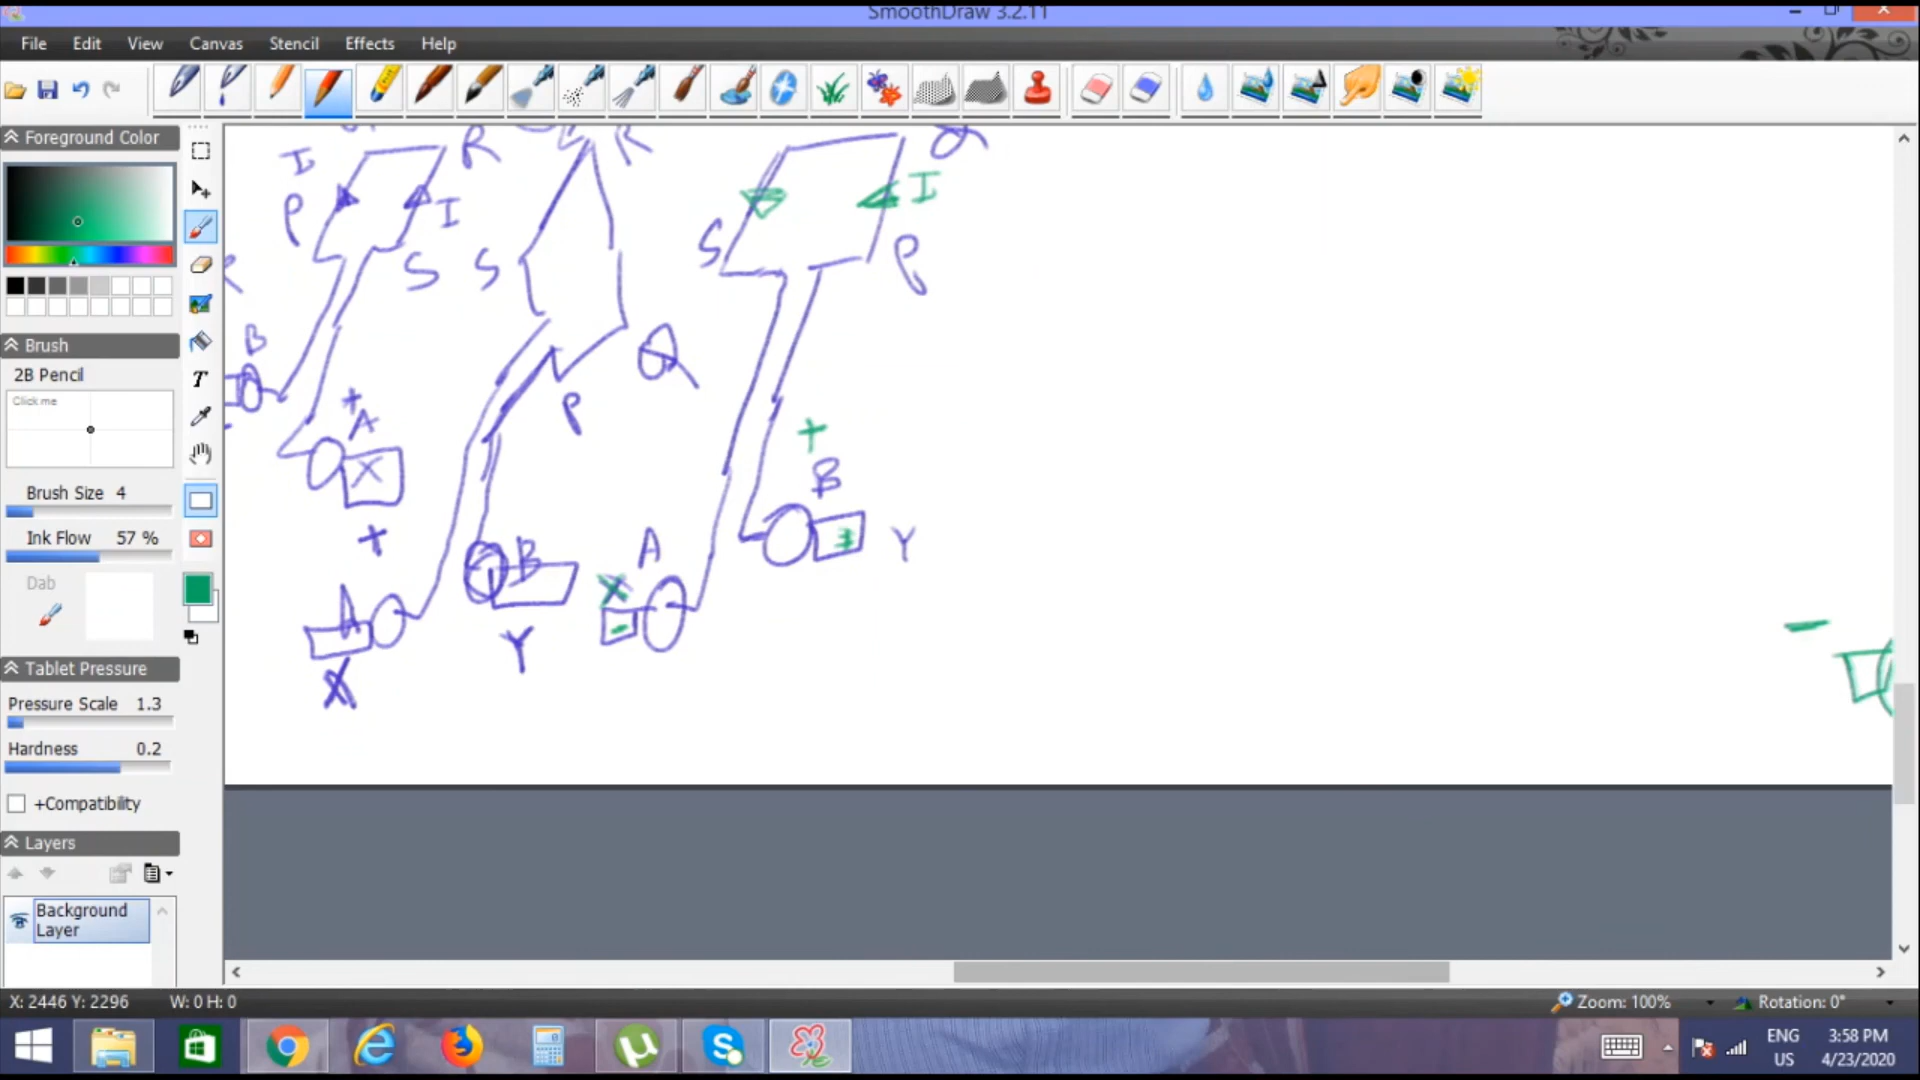 SmoothDraw 3.2.11
File Edit View Canvas Stencil Effects Help
Foreground Color
Brush
2B Pencil
Click me
Brush Size 4
Ink Flow 57 %
Dab
Tablet Pressure
Pressure Scale 1.3
Hardness 0.2
+Compatibility
Layers
Background
Layer
I R R Q
P I I
S S S P
B Q
+
A P +
X B
+ A Y
A B X
X Y
X: 2446 Y: 2296 W: 0 H: 0 Zoom: 100% Rotation: 0°
ENG 3:58 PM
US 4/23/2020